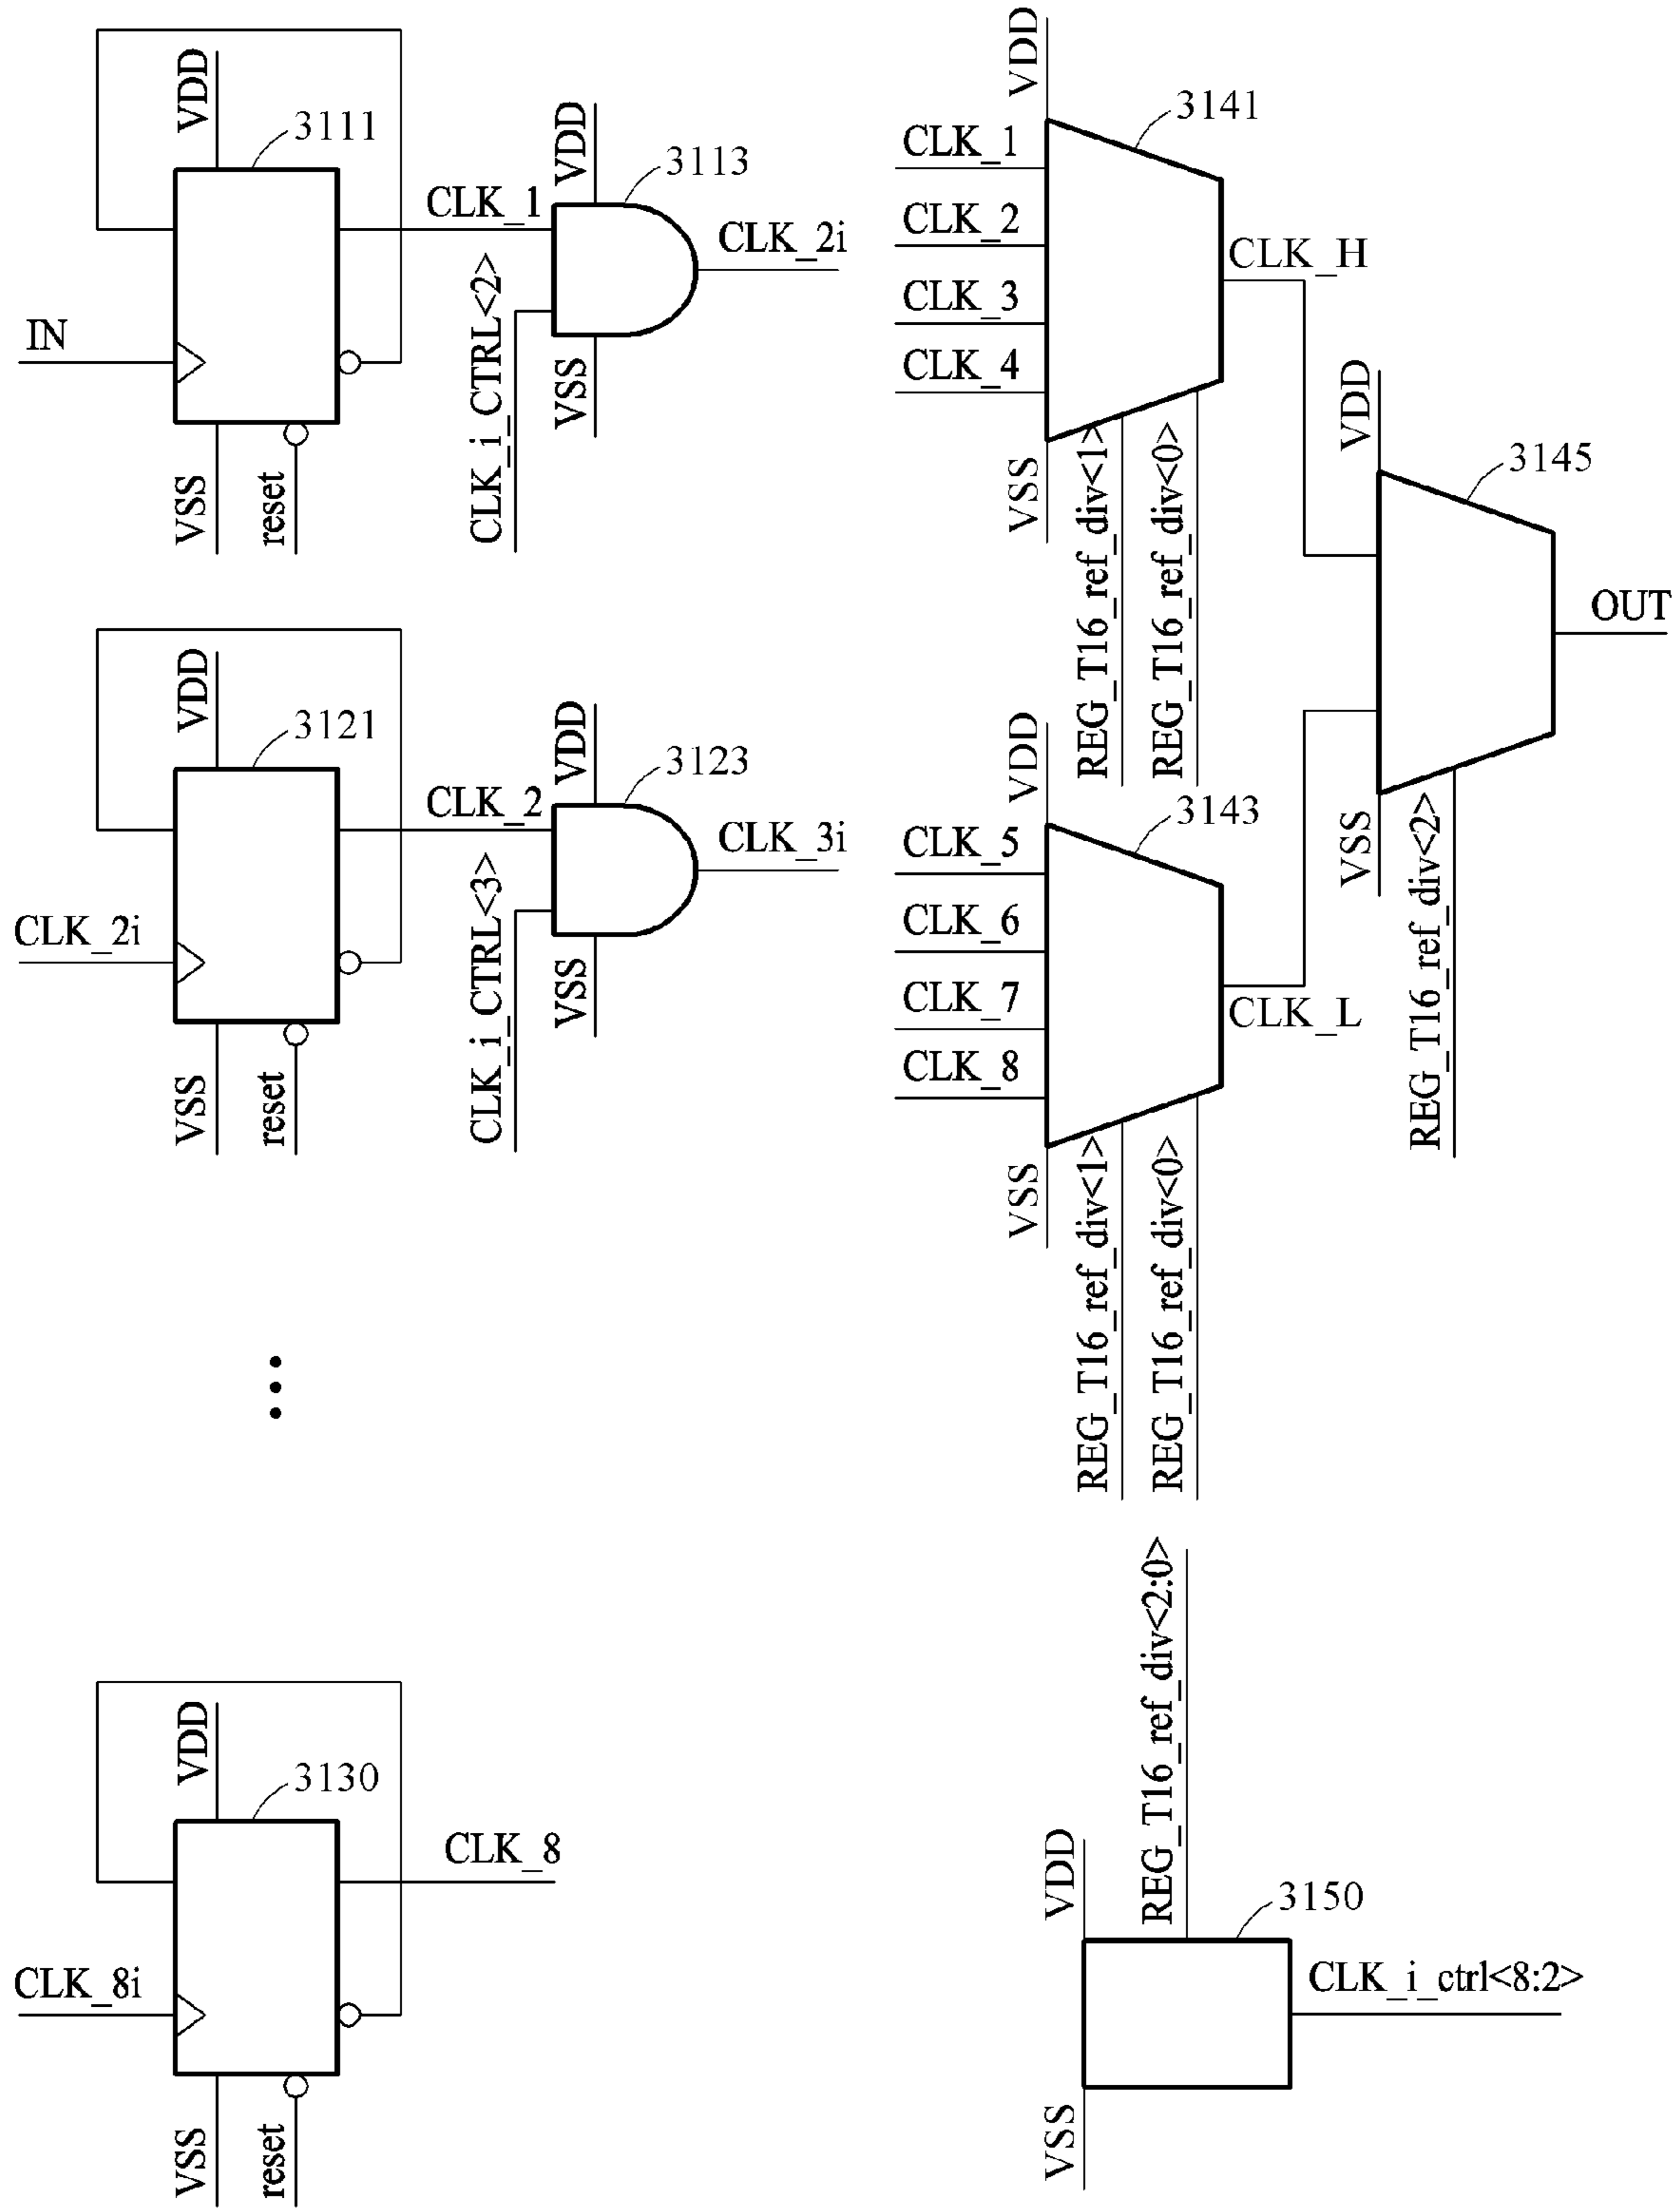 VDD
3111
CLK_1
IN
VSS
reset
VDD
3113
CLK_2i
CLK_i_CTRL<2>
VSS
VDD
3121
CLK_2
CLK_2i
VSS
reset
VDD
3123
CLK_3i
CLK_i_CTRL<3>
VSS
VDD
3130
CLK_8
CLK_8i
VSS
reset
VDD
3141
CLK_1
CLK_2
CLK_3
CLK_4
CLK_H
VSS
REG_T16_ref_div<1>
REG_T16_ref_div<0>
VDD
3143
CLK_5
CLK_6
CLK_7
CLK_8
CLK_L
VSS
REG_T16_ref_div<1>
REG_T16_ref_div<0>
VDD
3145
OUT
VSS
REG_T16_ref_div<2>
REG_T16_ref_div<2:0>
VDD
3150
CLK_i_ctrl<8:2>
VSS